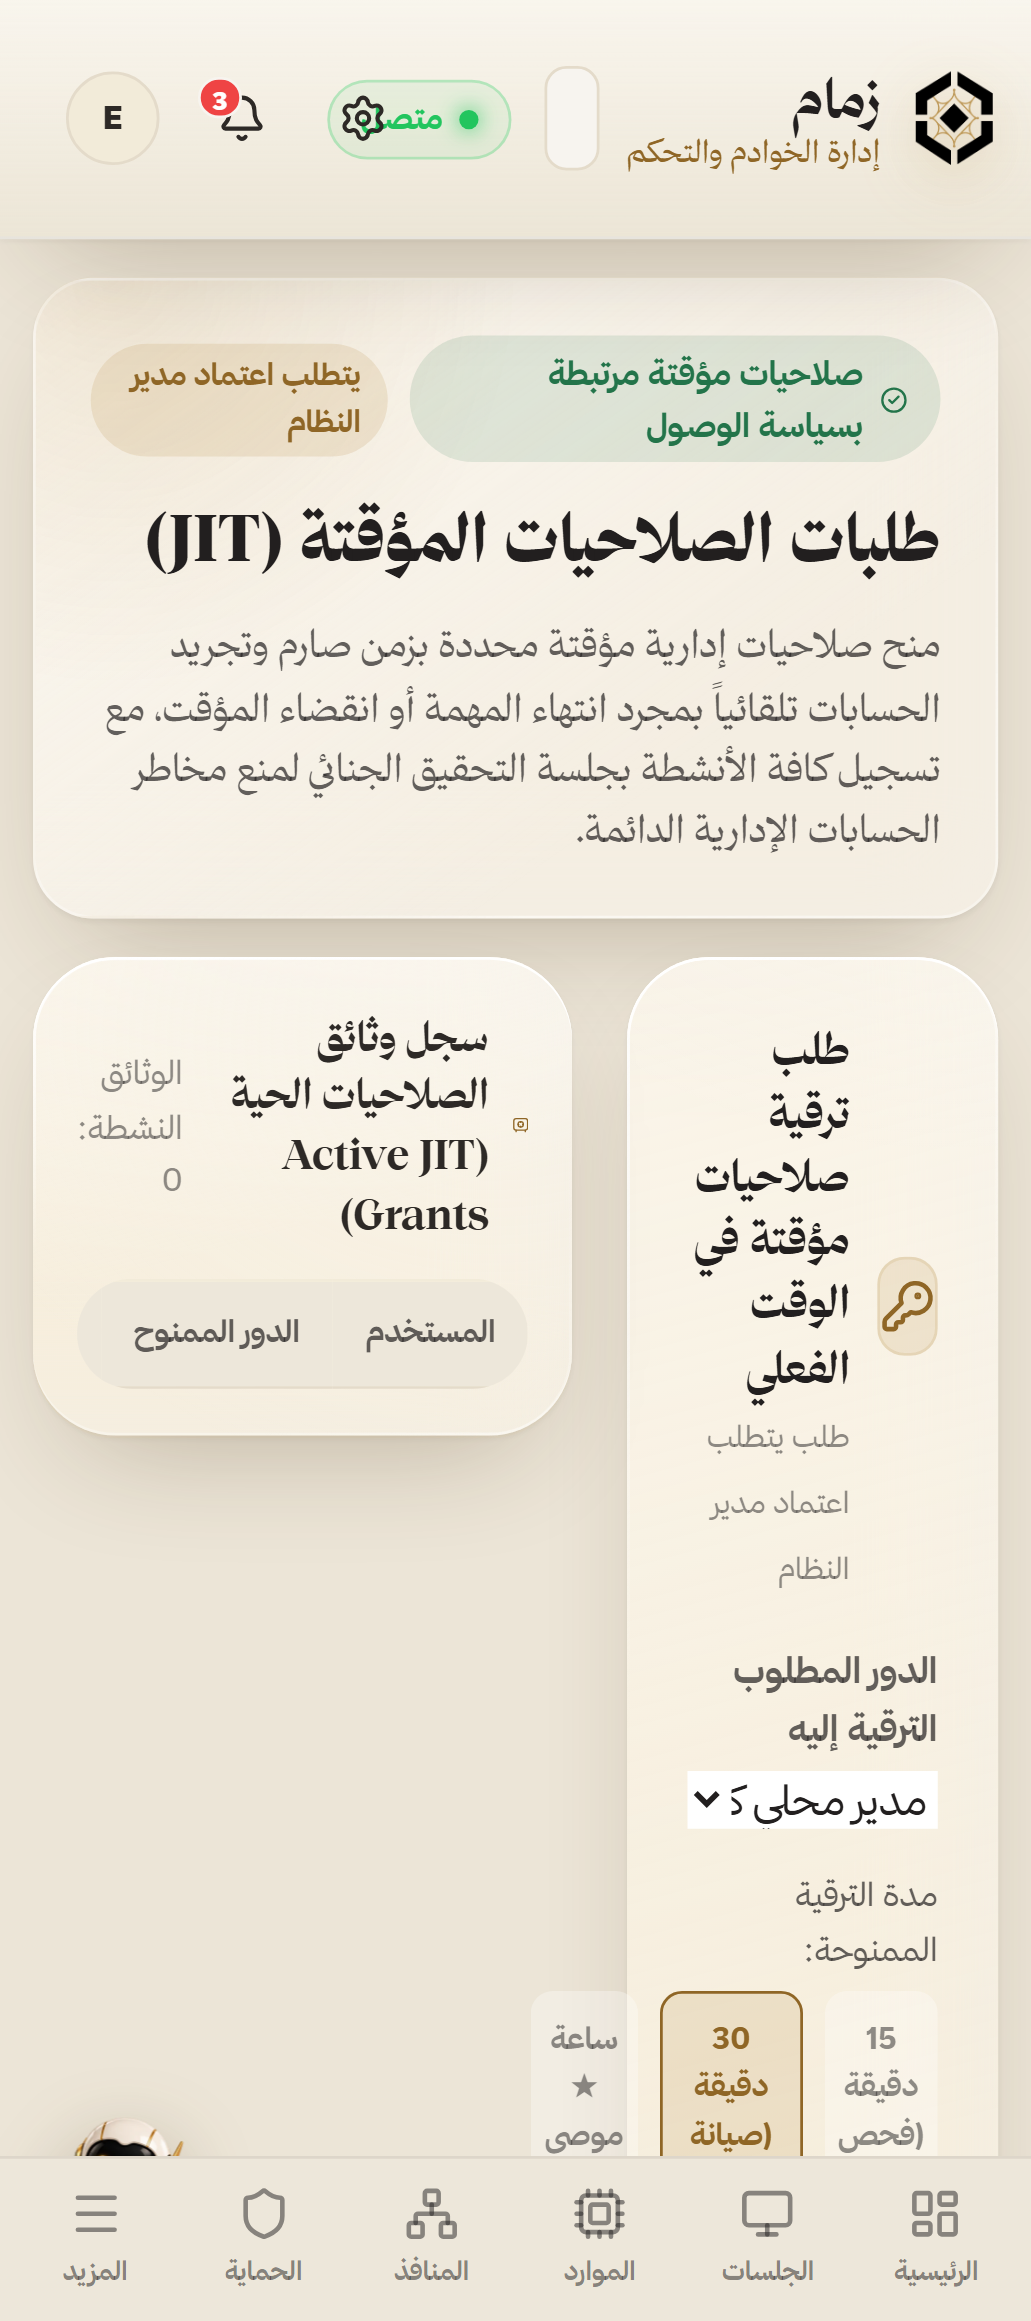 زمام
إدارة الخوادم والتحكم
متصل
3
E
صلاحيات مؤقتة مرتبطة
بسياسة الوصول
يتطلب اعتماد مدير
النظام
طلبات الصلاحيات المؤقتة (JIT)
منح صلاحيات إدارية مؤقتة محددة بزمن صارم وتجريد
الحسابات تلقائياً بمجرد انتهاء المهمة أو انقضاء المؤقت، مع
تسجيل كافة الأنشطة بجلسة التحقيق الجنائي لمنع مخاطر
الحسابات الإدارية الدائمة.
طلب
ترقية
صلاحيات
مؤقتة في
الوقت
الفعلي
طلب يتطلب
اعتماد مدير
النظام
الدور المطلوب
الترقية إليه
مدير محلي
مدة الترقية
الممنوحة:
15
دقيقة
(فحص
30
دقيقة
(صيانة
ساعة
★
موصى
سجل وثائق
الصلاحيات الحية
(Active JIT
Grants)
الوثائق
النشطة:
0
المستخدم
الدور الممنوح
الرئيسية
الجلسات
الموارد
المنافذ
الحماية
المزيد